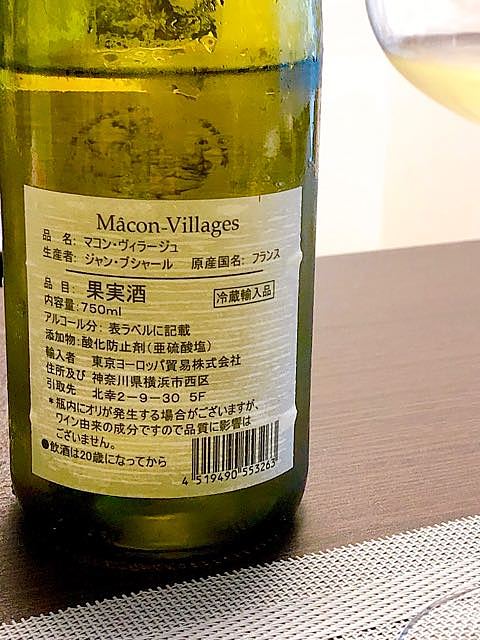 Mâcon-Villages
品 名: マコン・ヴィラージュ
生産者: ジャン・ブシャール 原産国名: フランス
品 目: 果実酒 冷蔵輸入品
内容量: 750ml
アルコール分: 表ラベルに記載
添加物: 酸化防止剤(亜硫酸塩)
輸入者 東京ヨーロッパ貿易株式会社
住所及び 神奈川県横浜市西区
引取先 北幸2-9-30 5F
*瓶内にオリが発生する場合がございますが、
ワイン由来の成分ですので品質に影響は
ございません。
●飲酒は20歳になってから
4 519490 553263